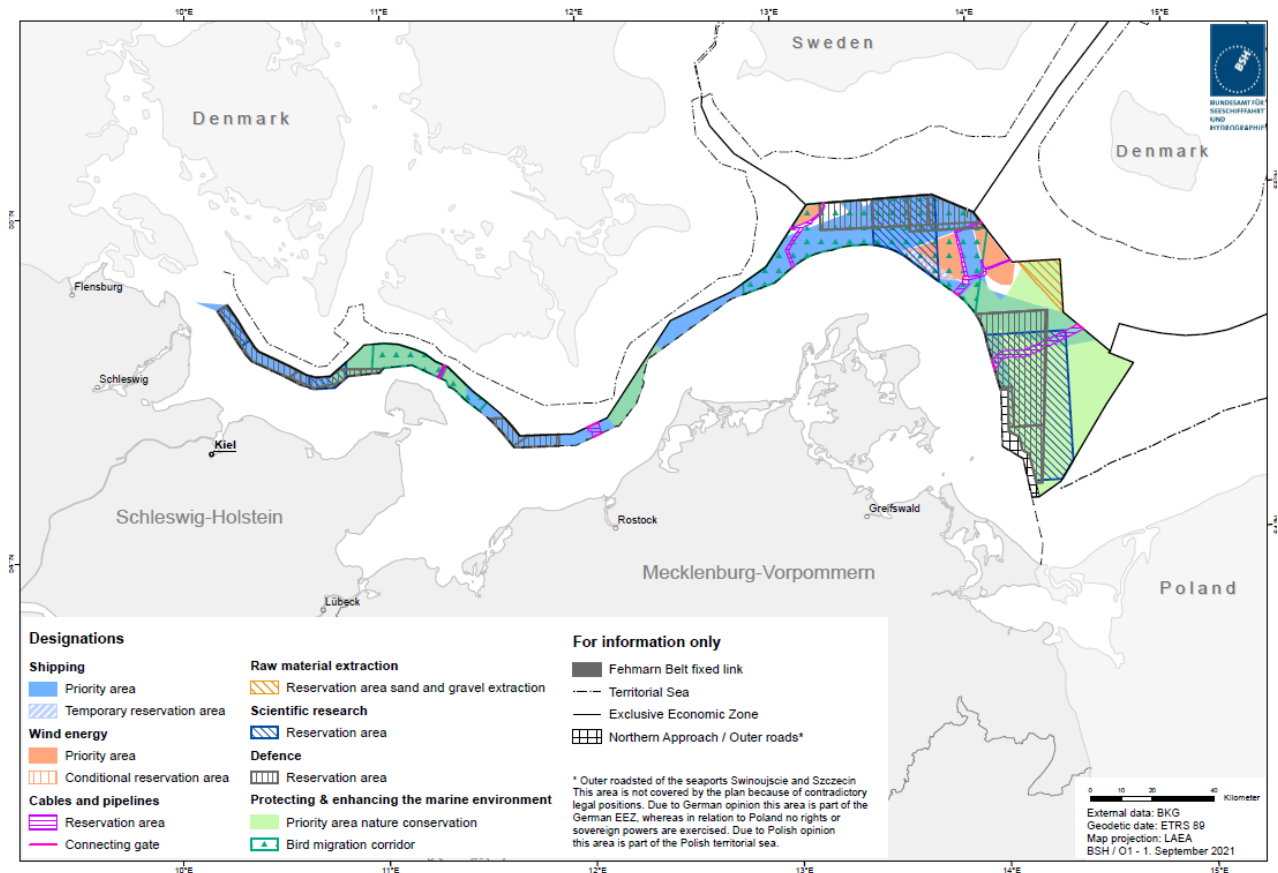 10°E
11°E
12°E
13°E
14°E
15°E
Sweden
BSH
BUNDESAMT FÜR
SEESCHIFFFAHRT
UND
HYDROGRAPHIE
Denmark
Denmark
Flensburg
Schleswig
Kiel
Schleswig-Holstein
Rostock
Greifswald
Mecklenburg-Vorpommern
Poland
54°N
Lübeck
Designations
Shipping
Priority area
Temporary reservation area
Wind energy
Priority area
Conditional reservation area
Cables and pipelines
Reservation area
Connecting gate
Raw material extraction
Reservation area sand and gravel extraction
Scientific research
Reservation area
Defence
Reservation area
Protecting & enhancing the marine environment
Priority area nature conservation
Bird migration corridor
For information only
Fehmarn Belt fixed link
Territorial Sea
Exclusive Economic Zone
Northern Approach / Outer roads*
* Outer roadsted of the seaports Swinoujscie and Szczecin
This area is not covered by the plan because of contradictory
legal positions. Due to German opinion this area is part of the
German EEZ, whereas in relation to Poland no rights or
sovereign powers are exercised. Due to Polish opinion
this area is part of the Polish territorial sea.
0 10 20 40
Kilometer
External data: BKG
Geodetic date: ETRS 89
Map projection: LAEA
BSH / O1 - 1. September 2021
10°E
11°E
12°E
13°E
14°E
15°E